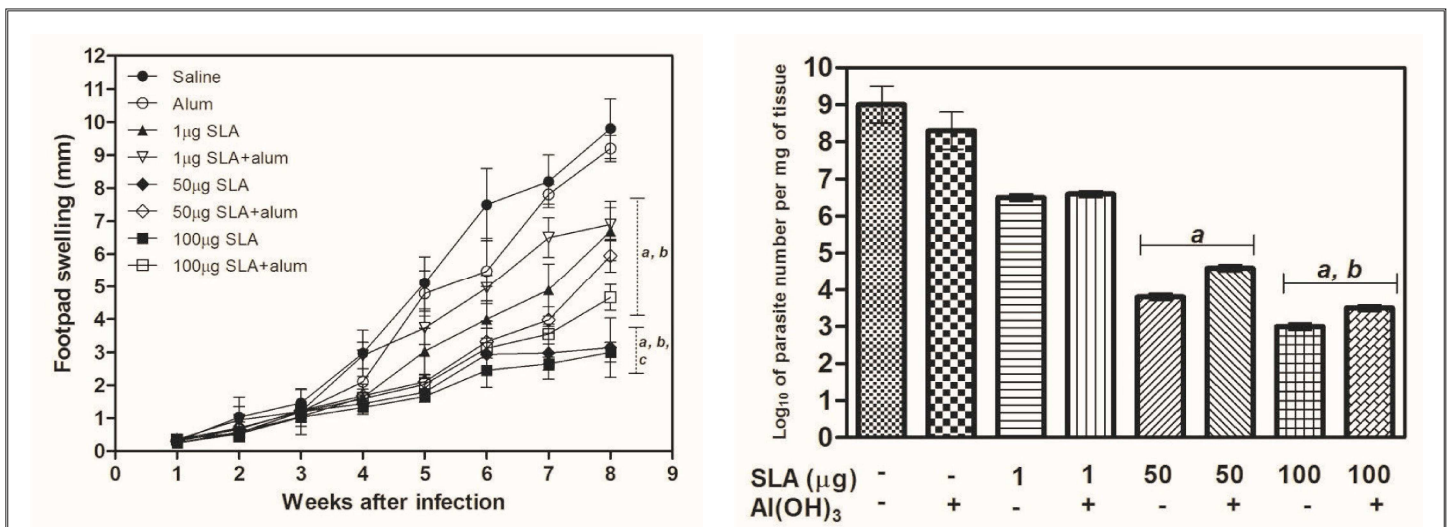 12
11
10
9
8
7
6
5
4
3
2
1
0
Footpad swelling (mm)
Saline
Alum
1μg SLA
1μg SLA+alum
50μg SLA
50μg SLA+alum
100μg SLA
100μg SLA+alum
a, b
a, b,
c
0 1 2 3 4 5 6 7 8 9
Weeks after infection
10
9
8
7
6
5
4
3
2
1
0
Log₁₀ of parasite number per mg of tissue
a
a, b
SLA (μg) - - 1 1 50 50 100 100
Al(OH)₃ - + - + - + - +